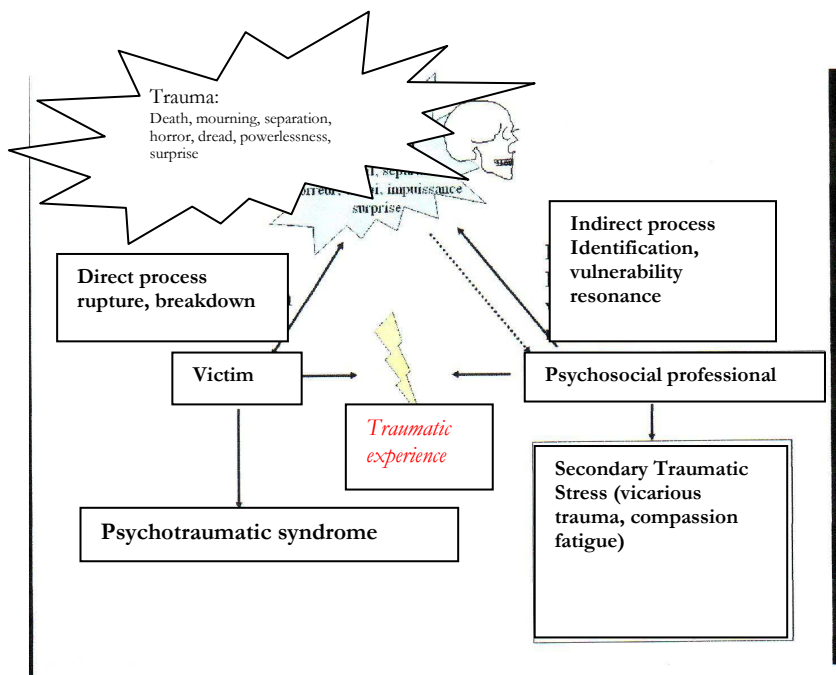 Trauma:
Death, mourning, separation,
horror, dread, powerlessness,
surprise
impuissance
surprise
Indirect process
Identification,
vulnerability
resonance
Direct process
rupture, breakdown
Victim
Psychosocial professional
Traumatic
experience
Secondary Traumatic
Stress (vicarious
trauma, compassion
fatigue)
Psychotraumatic syndrome